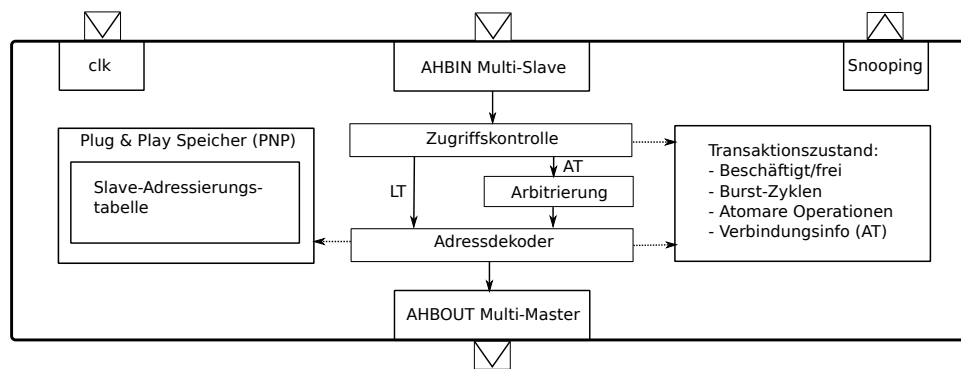 clk
AHBIN Multi-Slave
Snooping
Plug & Play Speicher (PNP)
Slave-Adressierungs-
tabelle
Zugriffskontrolle
LT
AT
Arbitrierung
Adressdekoder
Transaktionszustand:
- Beschäftigt/frei
- Burst-Zyklen
- Atomare Operationen
- Verbindungsinfo (AT)
AHBOUT Multi-Master